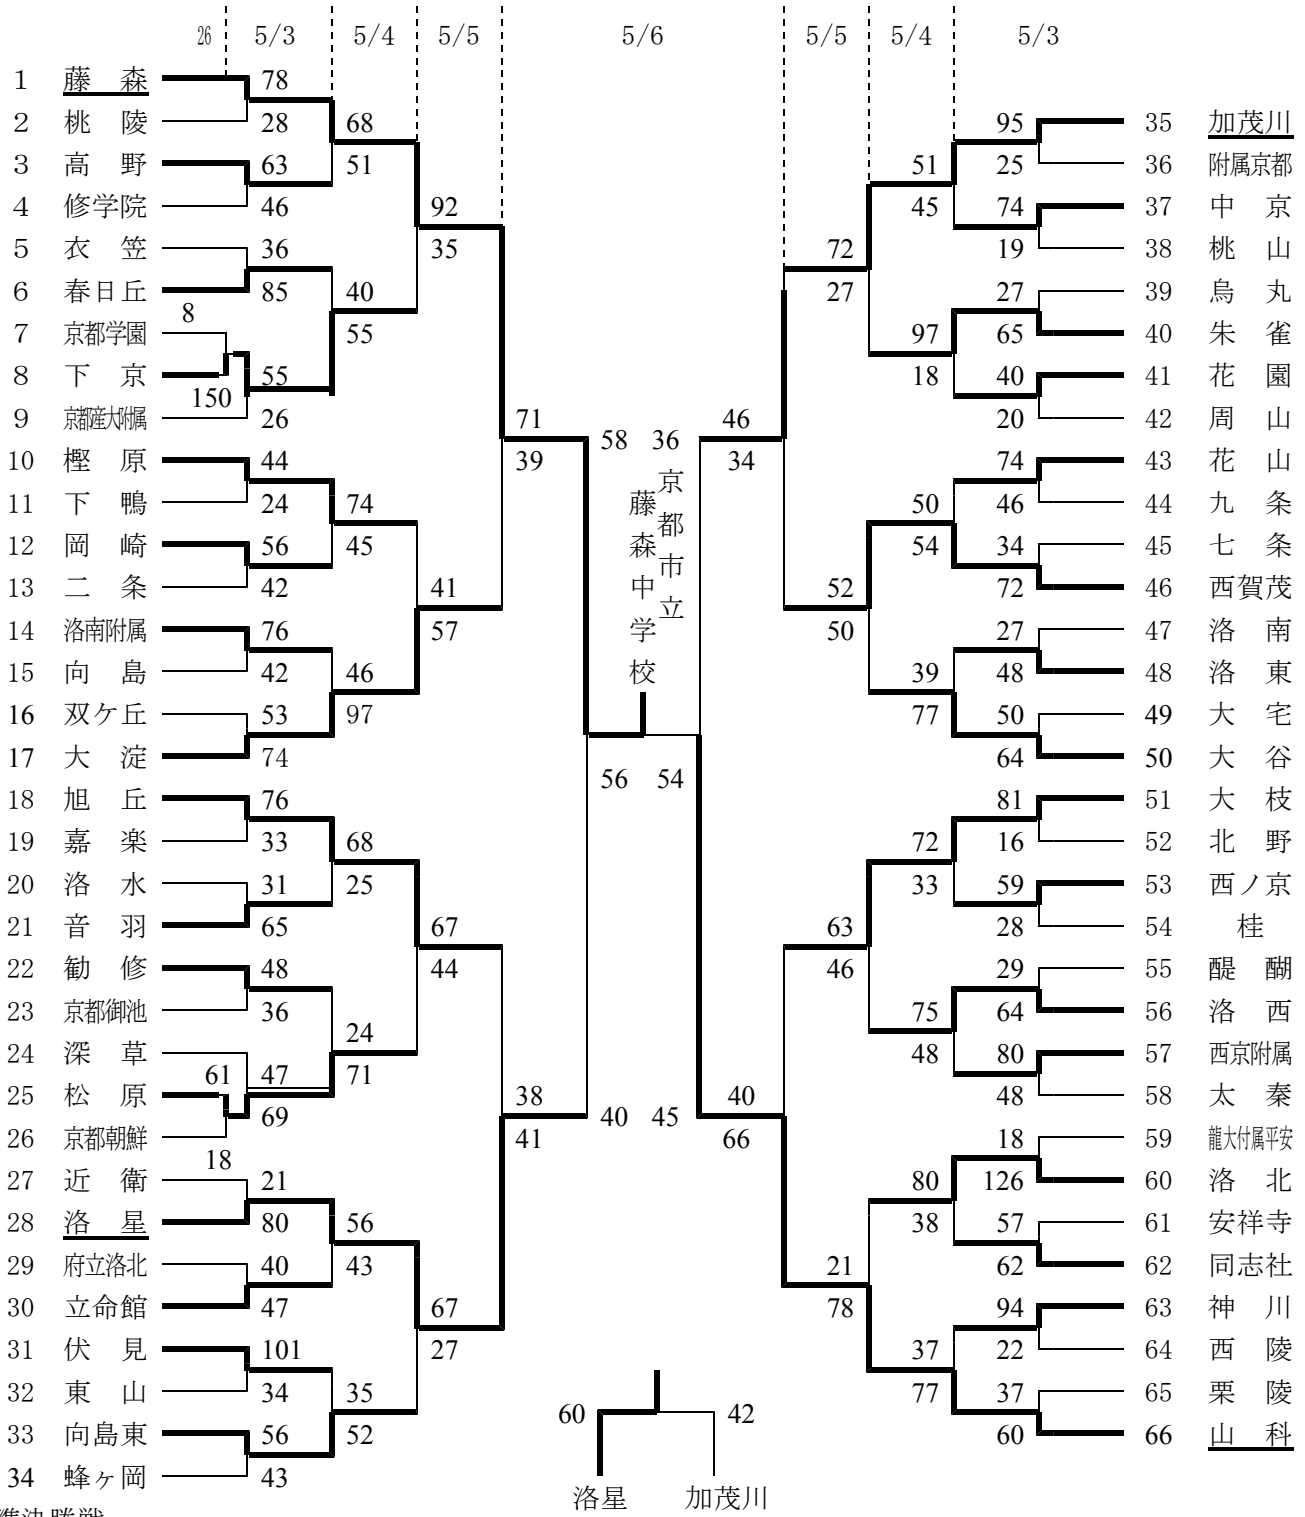 26 5/3 5/4 5/5 5/6 5/5 5/4 5/3
1 藤森 78
2 桃陵 28 68
3 高野 63 51
4 修学院 46 92
5 衣笠 36 35
6 春日丘 85 40
7 京都学園 8 55
8 下京 150 55
9 京都産大附属 26
10 樫原 44
11 下鴨 24 74
12 岡崎 56 45
13 二条 42 41
14 洛南附属 76 57
15 向島 42 46
16 双ケ丘 53 97
17 大淀 74
18 旭丘 76
19 嘉楽 33 68
20 洛水 31 25
21 音羽 65 67
22 勧修 48 44
23 京都御池 36 24
24 深草 47 71
25 松原 61 69
26 京都朝鮮 18
27 近衛 21
28 洛星 80 56
29 府立洛北 40 43
30 立命館 47 67
31 伏見 101 27
32 東山 34 35
33 向島東 56 52
34 蜂ヶ岡 43
71 39
38 41
58 36
京都市立
藤森中学校
56 54
40 45
46 34
40 66
95 35 加茂川
51 25 36 附属京都
45 74 37 中京
72 19 38 桃山
27 27 39 烏丸
97 65 40 朱雀
18 40 41 花園
20 42 周山
74 43 花山
50 46 44 九条
54 34 45 七条
52 72 46 西賀茂
50 27 47 洛南
39 48 48 洛東
77 50 49 大宅
64 50 大谷
81 51 大枝
72 16 52 北野
33 59 53 西ノ京
63 28 54 桂
46 29 55 醍醐
75 64 56 洛西
48 80 57 西京附属
48 58 太秦
18 59 龍大付属平安
80 126 60 洛北
38 57 61 安祥寺
21 62 62 同志社
78 94 63 神川
37 22 64 西陵
77 37 65 栗陵
60 66 山科
60 42
洛星 加茂川
準決勝戦